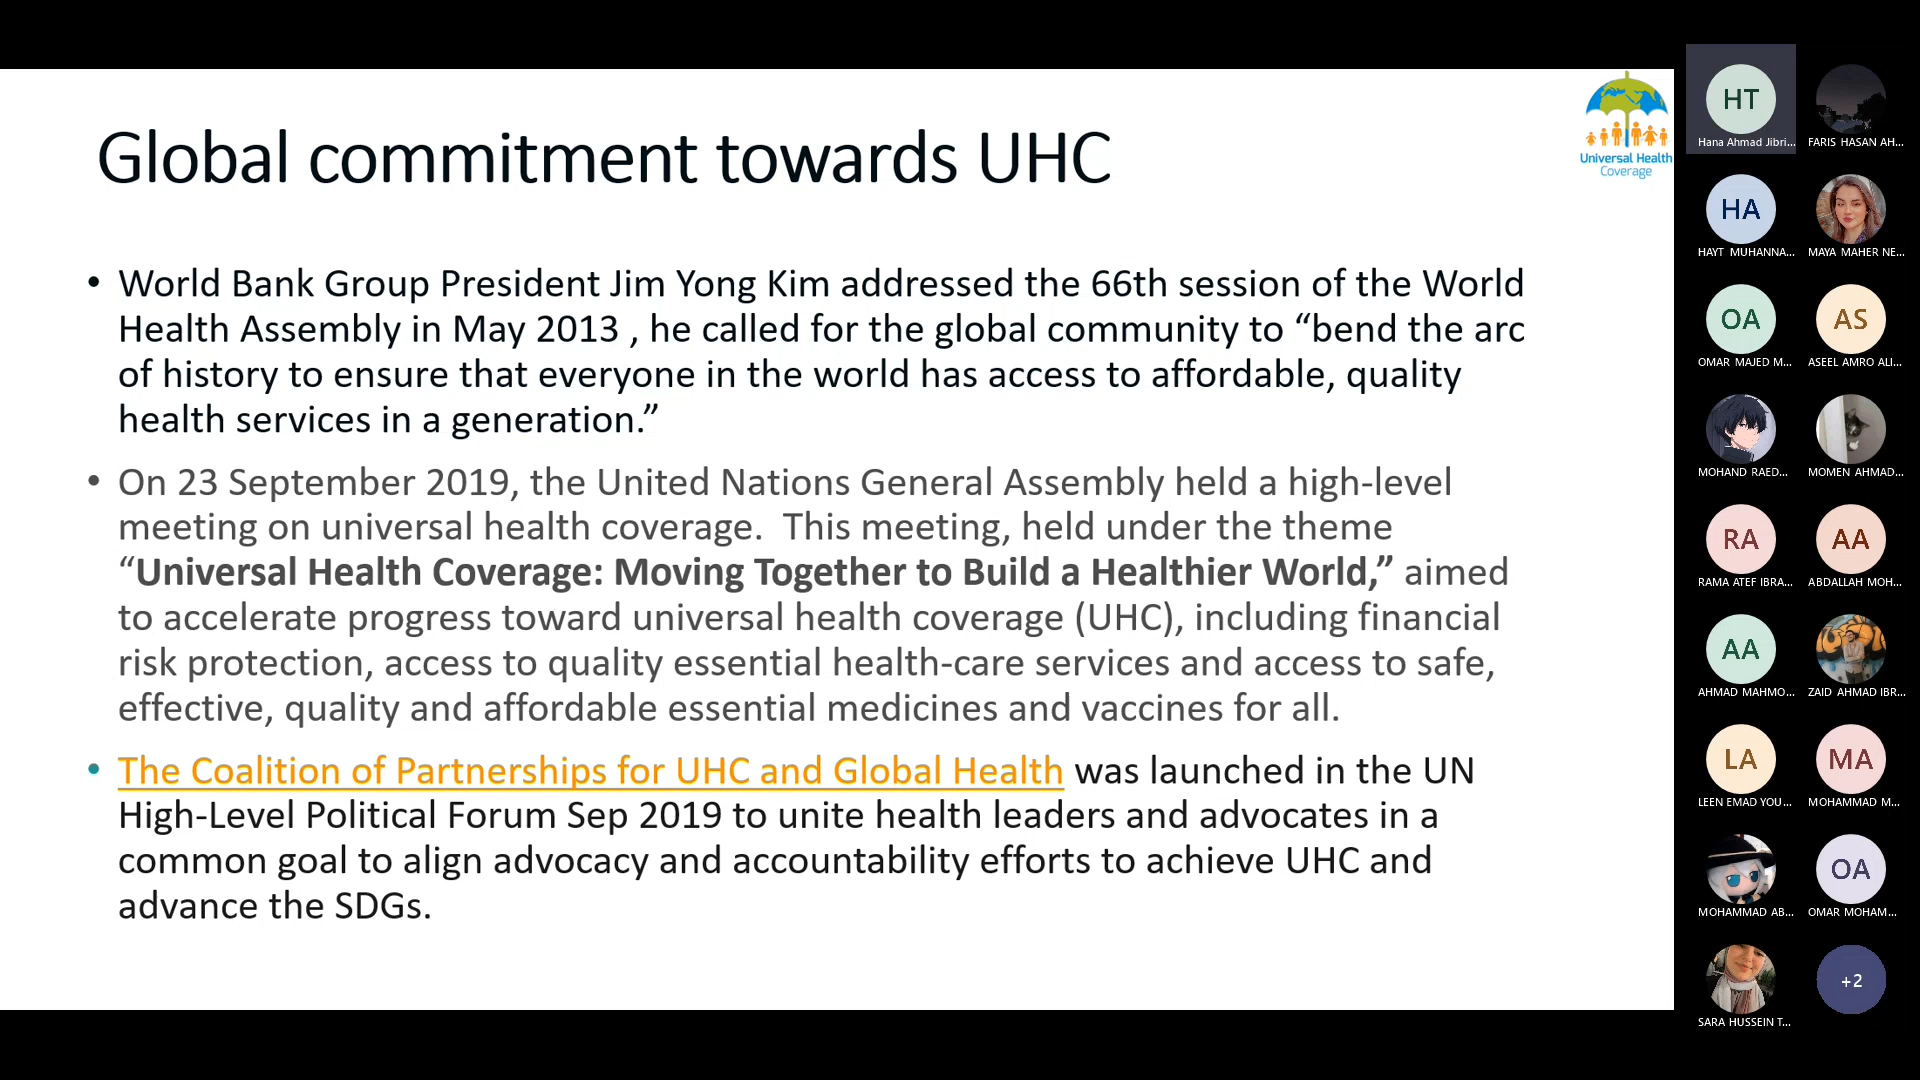 Global commitment towards UHC
Universal Health
Coverage
• World Bank Group President Jim Yong Kim addressed the 66th session of the World
Health Assembly in May 2013 , he called for the global community to “bend the arc
of history to ensure that everyone in the world has access to affordable, quality
health services in a generation.”
• On 23 September 2019, the United Nations General Assembly held a high-level
meeting on universal health coverage.  This meeting, held under the theme
“Universal Health Coverage: Moving Together to Build a Healthier World,” aimed
to accelerate progress toward universal health coverage (UHC), including financial
risk protection, access to quality essential health-care services and access to safe,
effective, quality and affordable essential medicines and vaccines for all.
• The Coalition of Partnerships for UHC and Global Health was launched in the UN
High-Level Political Forum Sep 2019 to unite health leaders and advocates in a
common goal to align advocacy and accountability efforts to achieve UHC and
advance the SDGs.
HT
Hana Ahmad Jibri...
FARIS HASAN AH...
HA
HAYT MUHANNA...
MAYA MAHER NE...
OA
OMAR MAJED M...
AS
ASEEL AMRO ALI...
MOHAND RAED...
MOMEN AHMAD...
RA
RAMA ATEF IBRA...
AA
ABDALLAH MOH...
AA
AHMAD MAHMO...
ZAID AHMAD IBR...
LA
LEEN EMAD YOU...
MA
MOHAMMAD M...
MOHAMMAD AB...
OA
OMAR MOHAM...
SARA HUSSEIN T...
+2